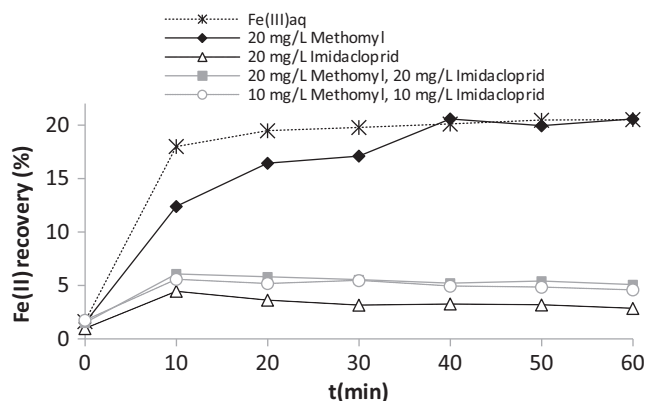 Fe(III)aq
20 mg/L Methomyl
20 mg/L Imidacloprid
20 mg/L Methomyl, 20 mg/L Imidacloprid
10 mg/L Methomyl, 10 mg/L Imidacloprid
20
15
10
5
0
Fe(II) recovery (%)
0 10 20 30 40 50 60
t(min)